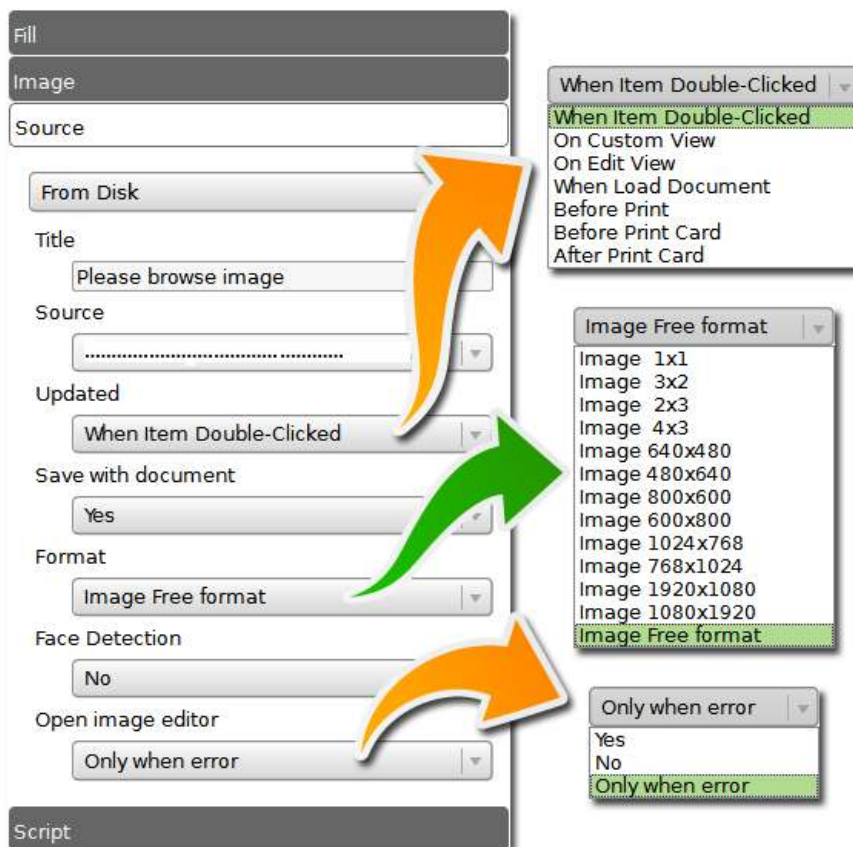 Fill
Image
Source
From Disk
Title
Please browse image
Source
Updated
When Item Double-Clicked
Save with document
Yes
Format
Image Free format
Face Detection
No
Open image editor
Only when error
Script
When Item Double-Clicked
When Item Double-Clicked
On Custom View
On Edit View
When Load Document
Before Print
Before Print Card
After Print Card
Image Free format
Image 1x1
Image 3x2
Image 2x3
Image 4x3
Image 640x480
Image 480x640
Image 800x600
Image 600x800
Image 1024x768
Image 768x1024
Image 1920x1080
Image 1080x1920
Image Free format
Only when error
Yes
No
Only when error